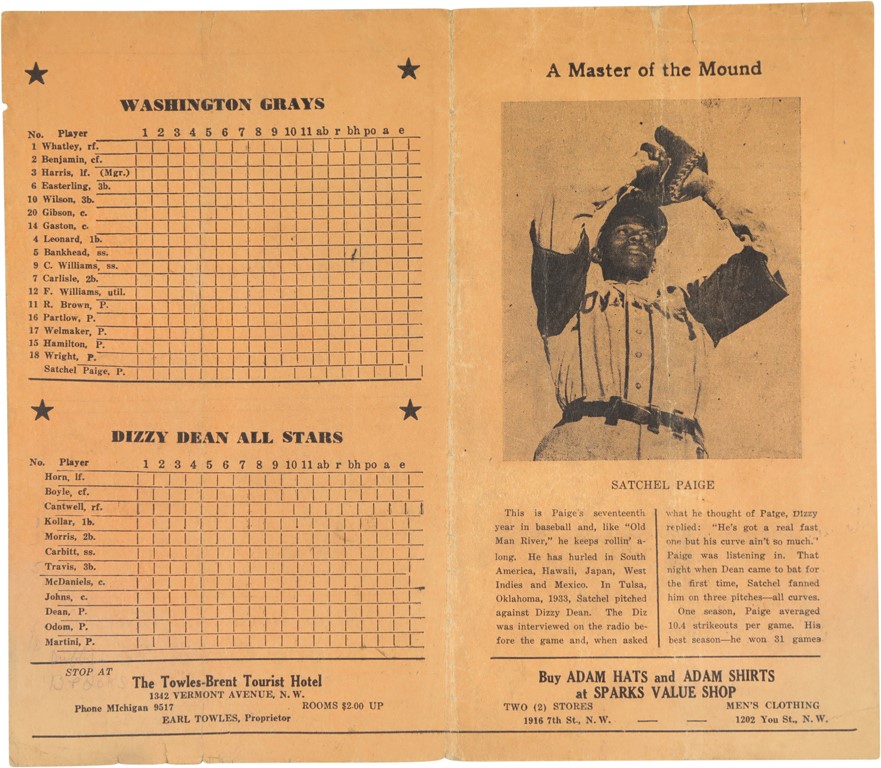 WASHINGTON GRAYS
No. Player 1 2 3 4 5 6 7 8 9 10 11 ab r bh po a e
1 Whatley, rf.
2 Benjamin, cf.
3 Harris, lf. (Mgr.)
6 Easterling, 3b.
10 Wilson, 3b.
20 Gibson, c.
14 Gaston, c.
4 Leonard, 1b.
5 Bankhead, ss.
9 C. Williams, ss.
7 Carlisle, 2b.
12 F. Williams, util.
11 R. Brown, P.
16 Partlow, P.
17 Welmaker, P.
15 Hamilton, P.
18 Wright, P.
Satchel Paige, P.
DIZZY DEAN ALL STARS
No. Player 1 2 3 4 5 6 7 8 9 10 11 ab r bh po a e
Horn, lf.
Boyle, cf.
Cantwell, rf.
Kollar, 1b.
Morris, 2b.
Carbitt, ss.
Travis, 3b.
McDaniels, c.
Johns, c.
Dean, P.
Odom, P.
Martini, P.
STOP AT
The Towles-Brent Tourist Hotel
1342 VERMONT AVENUE, N. W.
Phone MIchigan 9517 ROOMS $2.00 UP
EARL TOWLES, Proprietor
A Master of the Mound
SATCHEL PAIGE
This is Paige's seventeenth
year in baseball and, like "Old
Man River," he keeps rollin' a-
long. He has hurled in South
America, Hawaii, Japan, West
Indies and Mexico. In Tulsa,
Oklahoma, 1933, Satchel pitched
against Dizzy Dean. The Diz
was interviewed on the radio be-
fore the game and, when asked
what he thought of Paige, Dizzy
replied: "He's got a real fast
one but his curve ain't so much."
Paige was listening in. That
night when Dean came to bat for
the first time, Satchel fanned
him on three pitches—all curves.
One season, Paige averaged
10.4 strikeouts per game. His
best season—he won 31 games
Buy ADAM HATS and ADAM SHIRTS
at SPARKS VALUE SHOP
TWO (2) STORES MEN'S CLOTHING
1916 7th St., N. W. — — 1202 You St., N. W.